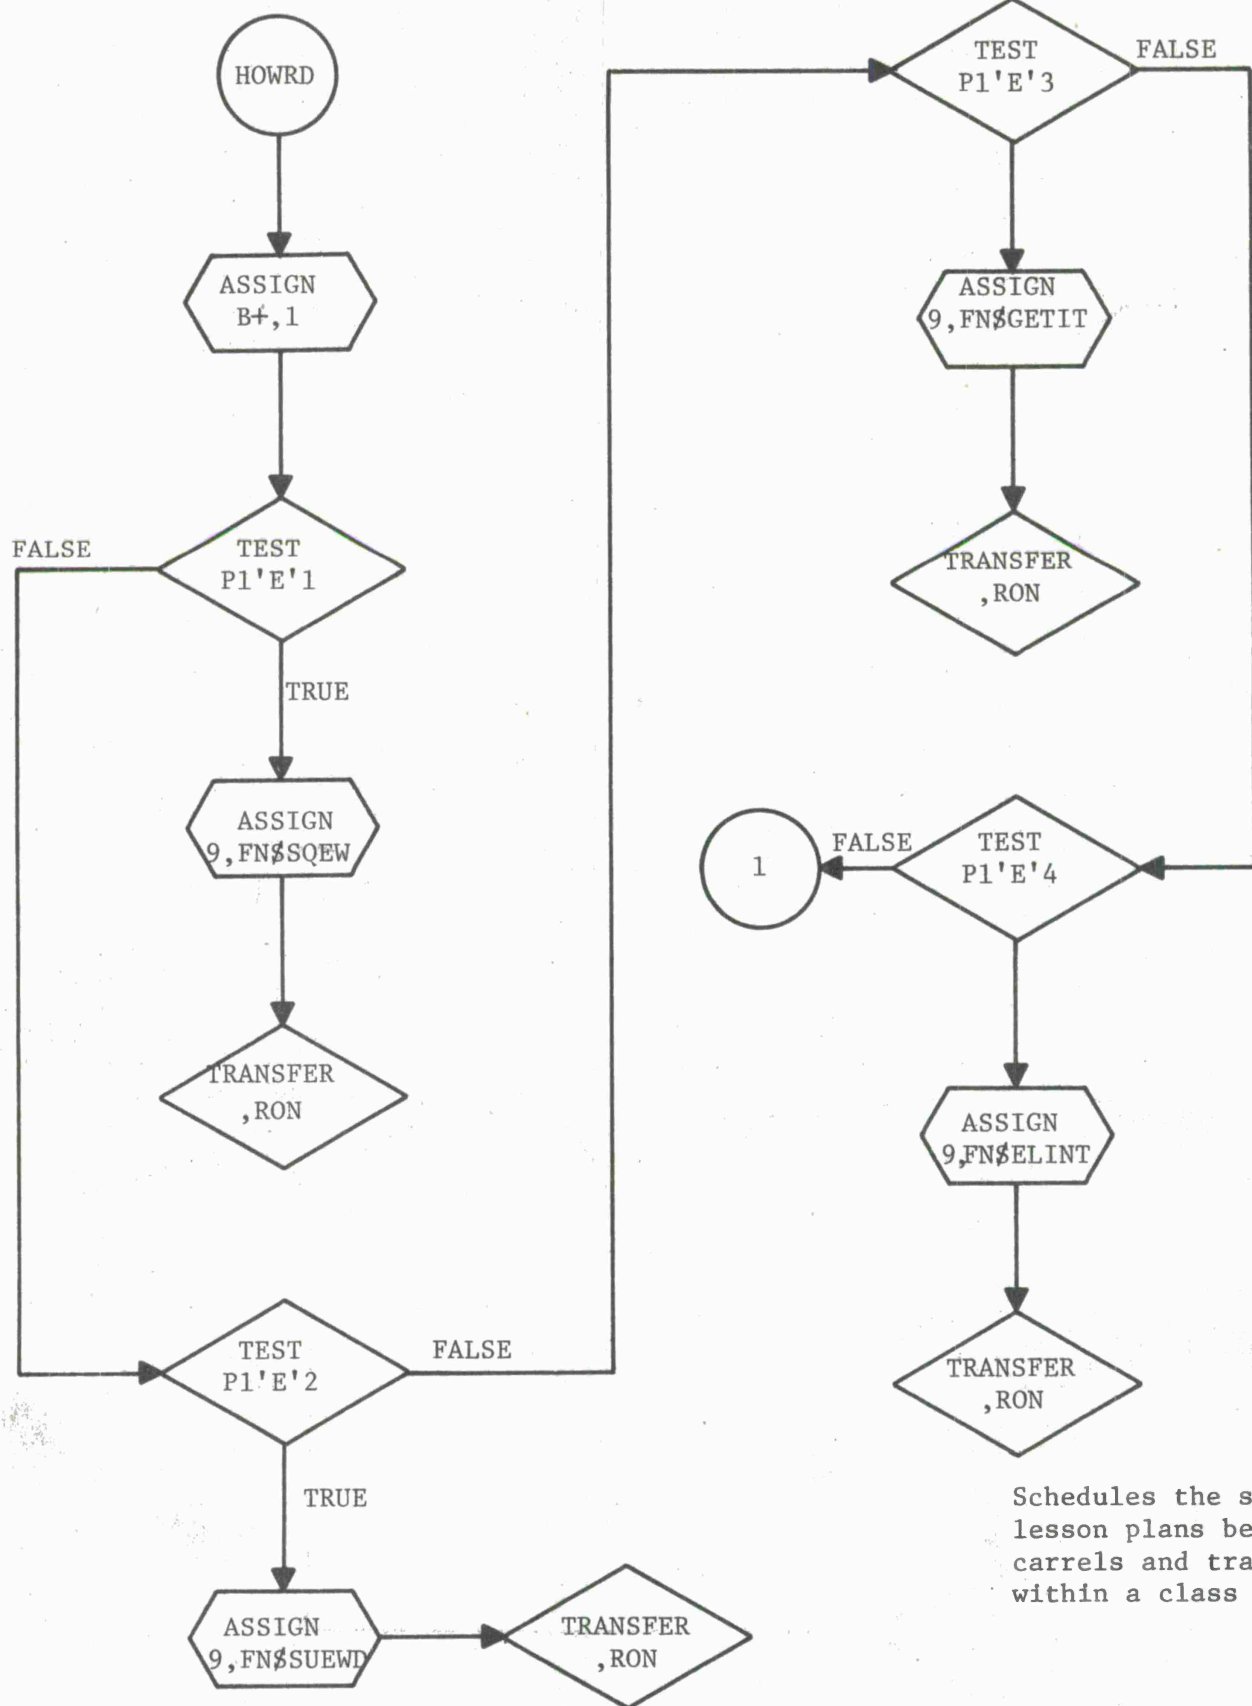 HOWRD
ASSIGN
B+,1
TEST
P1'E'1
FALSE
TRUE
ASSIGN
9,FN$SQEW
TRANSFER
,RON
TEST
P1'E'2
FALSE
TRUE
ASSIGN
9,FN$SUEWD
TRANSFER
,RON
TEST
P1'E'3
FALSE
ASSIGN
9,FN$GETIT
TRANSFER
,RON
TEST
P1'E'4
FALSE
1
ASSIGN
9,FN$ELINT
TRANSFER
,RON
Schedules the s
lesson plans be
carrels and tra
within a class